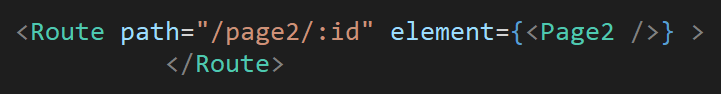 <Route path="/page2/:id" element={<Page2 />} >
</Route>